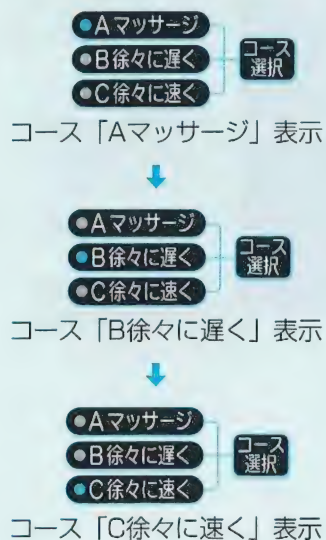 Aマッサージ
B徐々に遅く
C徐々に速く
コース
選択
コース「Aマッサージ」表示
Aマッサージ
B徐々に遅く
C徐々に速く
コース
選択
コース「B徐々に遅く」表示
Aマッサージ
B徐々に遅く
C徐々に速く
コース
選択
コース「C徐々に速く」表示